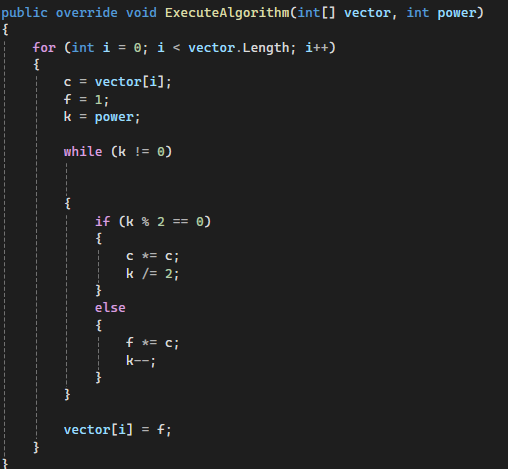 public override void ExecuteAlgorithm(int[] vector, int power)
{
    for (int i = 0; i < vector.Length; i++)
    {
        c = vector[i];
        f = 1;
        k = power;

        while (k != 0)


        {
            if (k % 2 == 0)
            {
                c *= c;
                k /= 2;
            }
            else
            {
                f *= c;
                k--;
            }
        }

        vector[i] = f;
    }
}